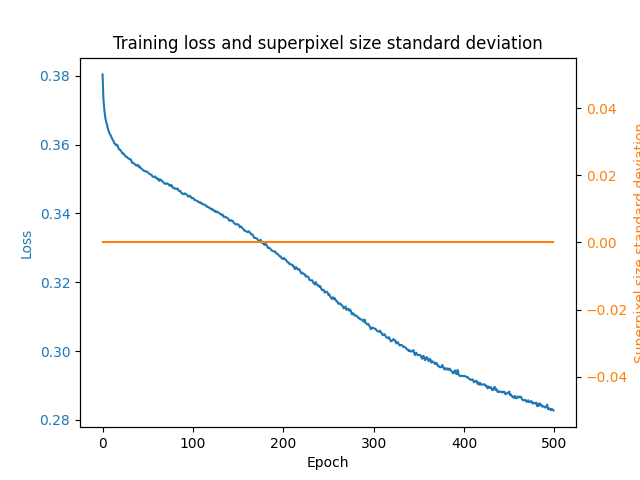 Training loss and superpixel size standard deviation
0.38
0.36
0.34
0.32
0.30
0.28
Loss
0.04
0.02
0.00
−0.02
−0.04
Superpixel size standard deviation
0 100 200 300 400 500
Epoch